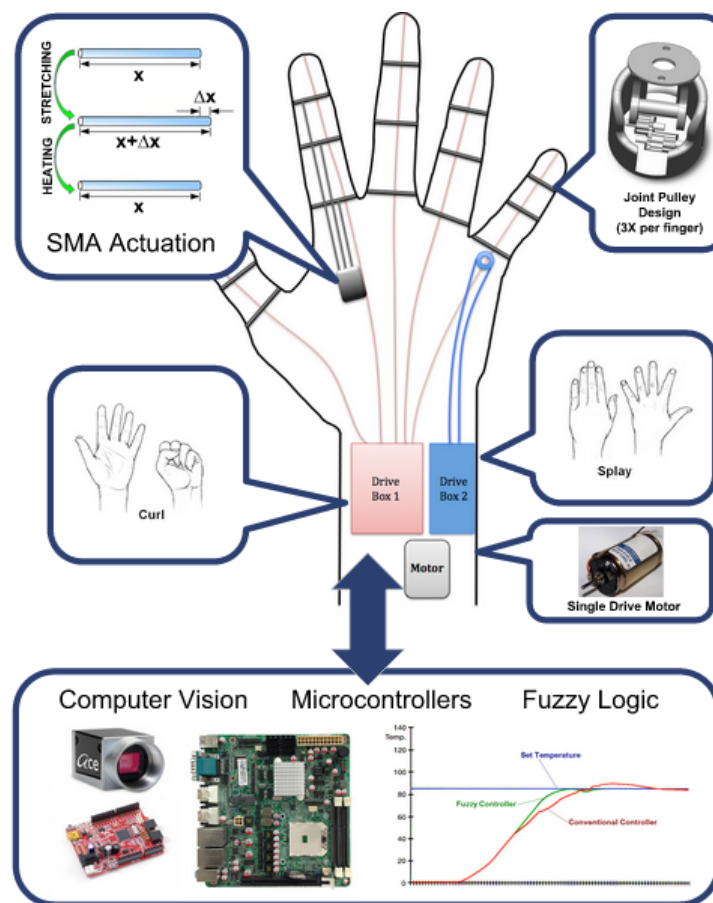 STRETCHING
HEATING
x
Δx
x+Δx
x
SMA Actuation
Joint Pulley
Design
(3X per finger)
Curl
Drive
Box 1
Drive
Box 2
Motor
Splay
Single Drive Motor
Computer Vision
Microcontrollers
Fuzzy Logic
ace
140
Temp.
120
100
80
60
40
20
0
Set Temperature
Fuzzy Controller
Conventional Controller